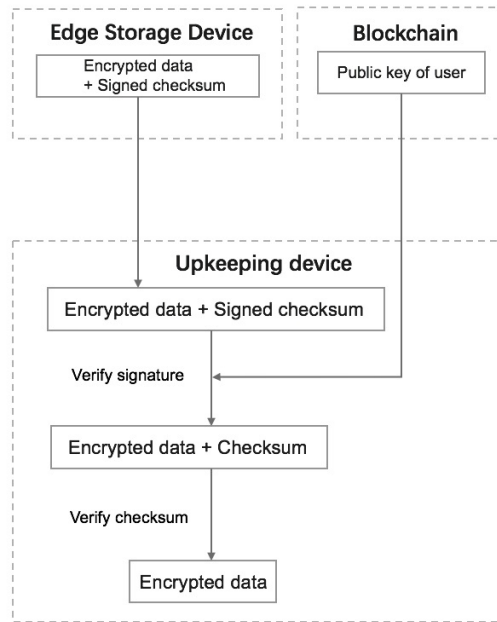 Edge Storage Device
Encrypted data
+ Signed checksum
Blockchain
Public key of user
Upkeeping device
Encrypted data + Signed checksum
Verify signature
Encrypted data + Checksum
Verify checksum
Encrypted data